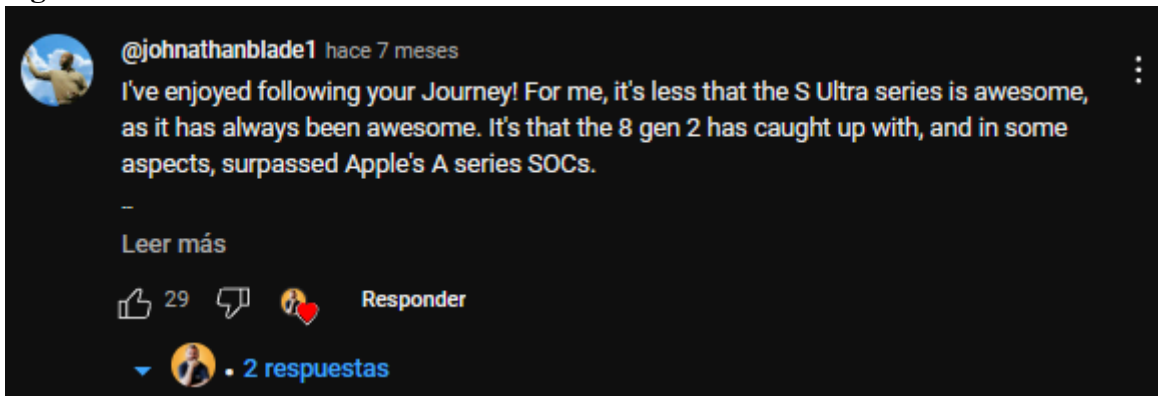 @johnathanblade1 hace 7 meses
I've enjoyed following your Journey! For me, it's less that the S Ultra series is awesome,
as it has always been awesome. It's that the 8 gen 2 has caught up with, and in some
aspects, surpassed Apple's A series SOCs.
--
Leer más
29 Responder
• 2 respuestas